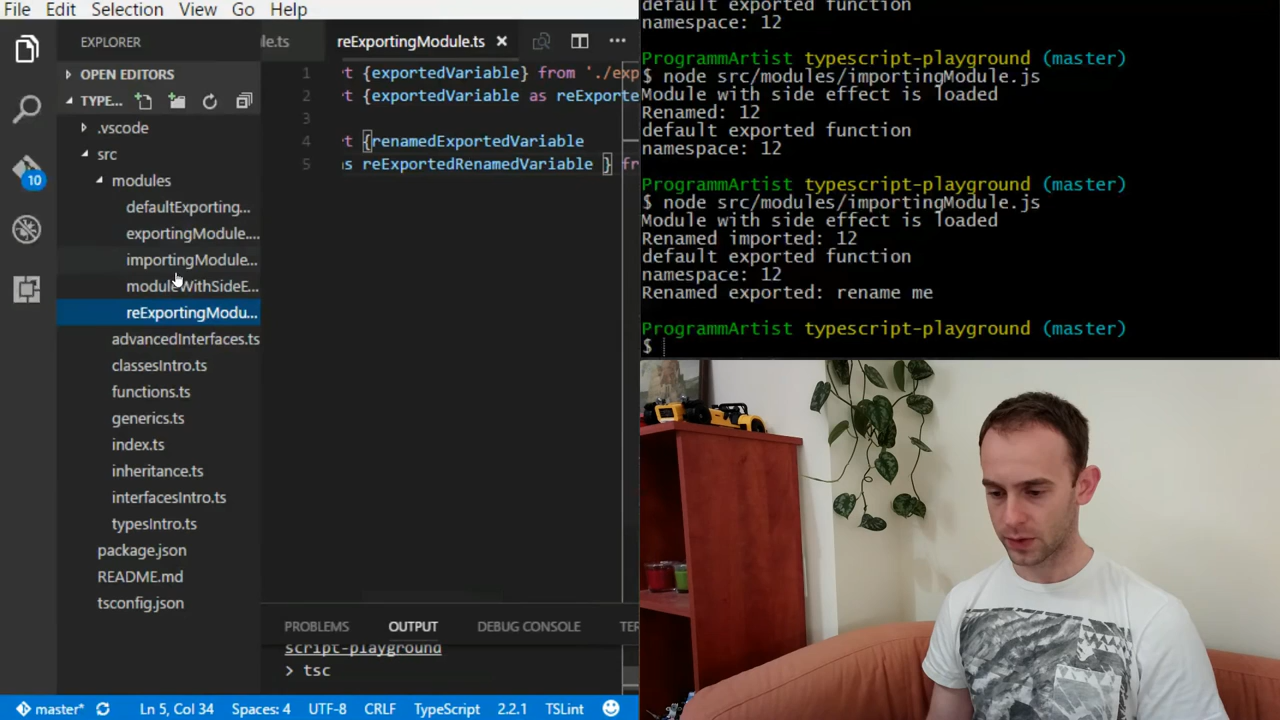 File Edit Selection View Go Help
EXPLORER
OPEN EDITORS
TYPE...
.vscode
src
modules
defaultExporting...
exportingModule....
importingModule...
moduleWithSideE...
reExportingModu...
advancedInterfaces.ts
classesIntro.ts
functions.ts
generics.ts
index.ts
inheritance.ts
interfacesIntro.ts
typesIntro.ts
package.json
README.md
tsconfig.json
10
le.ts reExportingModule.ts
1 t {exportedVariable} from './exp
2 t {exportedVariable as reExporte
3
4 t {renamedExportedVariable
5 s reExportedRenamedVariable } fr
PROBLEMS OUTPUT DEBUG CONSOLE TER
script-playground
> tsc
master* Ln 5, Col 34 Spaces: 4 UTF-8 CRLF TypeScript 2.2.1 TSLint
default exported function
namespace: 12
ProgrammArtist typescript-playground (master)
$ node src/modules/importingModule.js
Module with side effect is loaded
Renamed: 12
default exported function
namespace: 12
ProgrammArtist typescript-playground (master)
$ node src/modules/importingModule.js
Module with side effect is loaded
Renamed imported: 12
default exported function
namespace: 12
Renamed exported: rename me
ProgrammArtist typescript-playground (master)
$